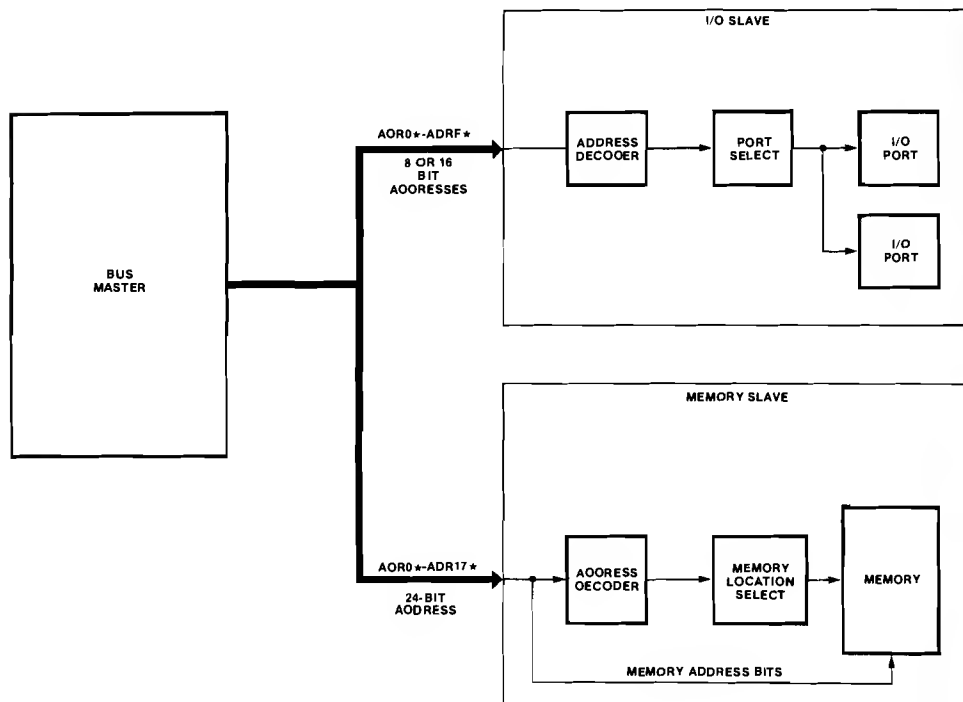 I/O SLAVE
AOR0*-ADRF*
8 OR 16
BIT
AOORESSES
ADDRESS
DECOOER
PORT
SELECT
I/O
PORT
I/O
PORT
BUS
MASTER
MEMORY SLAVE
AOR0*-ADR17*
24-BIT
AODRESS
AOORESS
OECODER
MEMORY
LOCATION
SELECT
MEMORY
MEMORY ADDRESS BITS